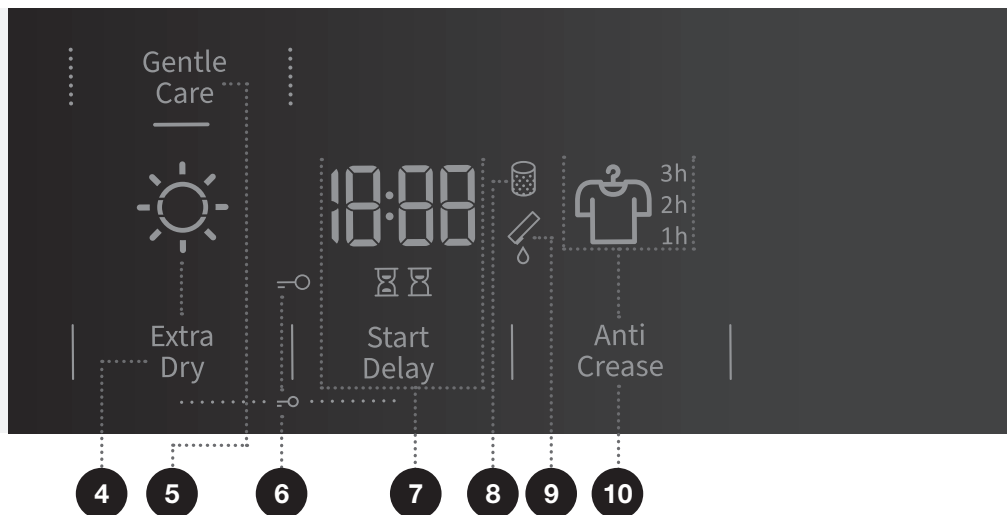 Gentle
Care
18:88
3h
2h
1h
Extra
Dry
Start
Delay
Anti
Crease
4
5
6
7
8
9
10